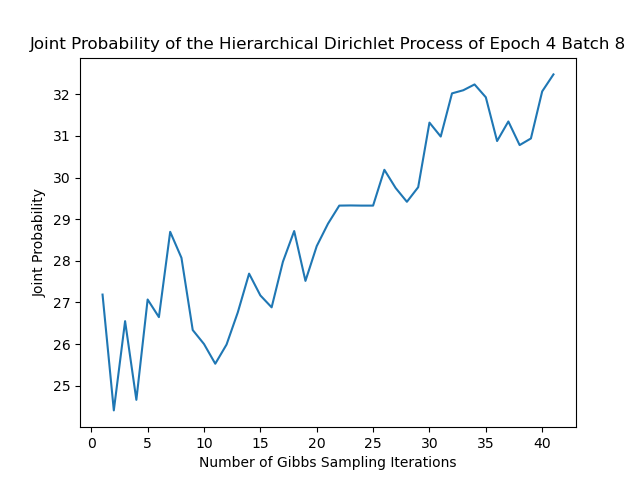 Joint Probability of the Hierarchical Dirichlet Process of Epoch 4 Batch 8
Joint Probability
32
31
30
29
28
27
26
25
0 5 10 15 20 25 30 35 40
Number of Gibbs Sampling Iterations